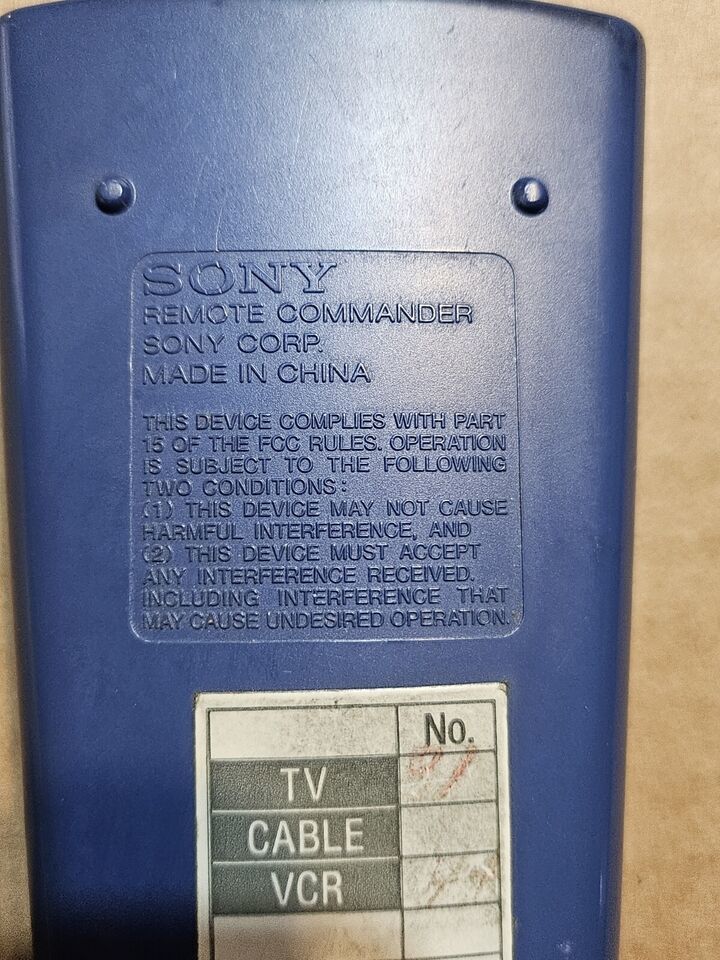 SONY
REMOTE COMMANDER
SONY CORP.
MADE IN CHINA
THIS DEVICE COMPLIES WITH PART
15 OF THE FCC RULES. OPERATION
IS SUBJECT TO THE FOLLOWING
TWO CONDITIONS:
(1) THIS DEVICE MAY NOT CAUSE
HARMFUL INTERFERENCE, AND
(2) THIS DEVICE MUST ACCEPT
ANY INTERFERENCE RECEIVED.
INCLUDING INTERFERENCE THAT
MAY CAUSE UNDESIRED OPERATION.
No.
TV
CABLE
VCR